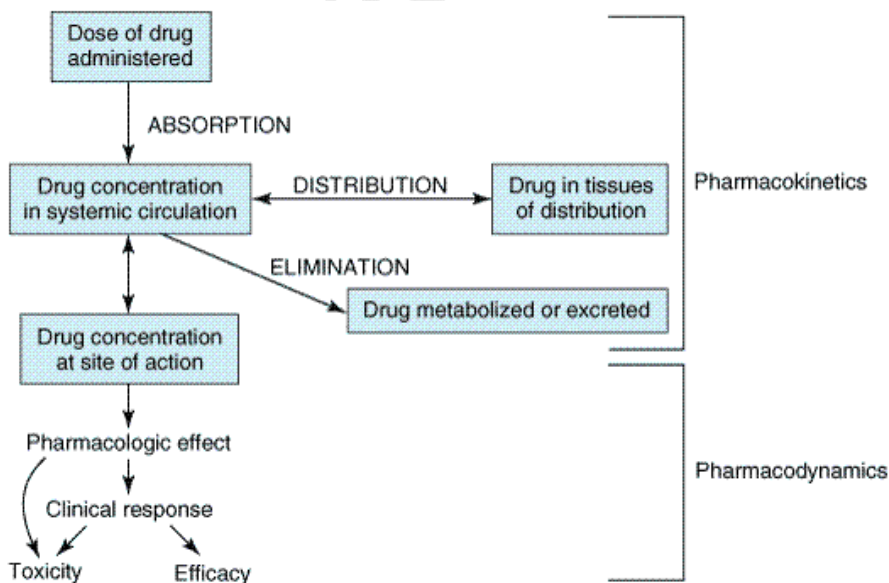 Dose of drug
administered
ABSORPTION
Drug concentration
in systemic circulation
DISTRIBUTION
Drug in tissues
of distribution
Pharmacokinetics
ELIMINATION
Drug metabolized or excreted
Drug concentration
at site of action
Pharmacologic effect
Pharmacodynamics
Clinical response
Toxicity
Efficacy